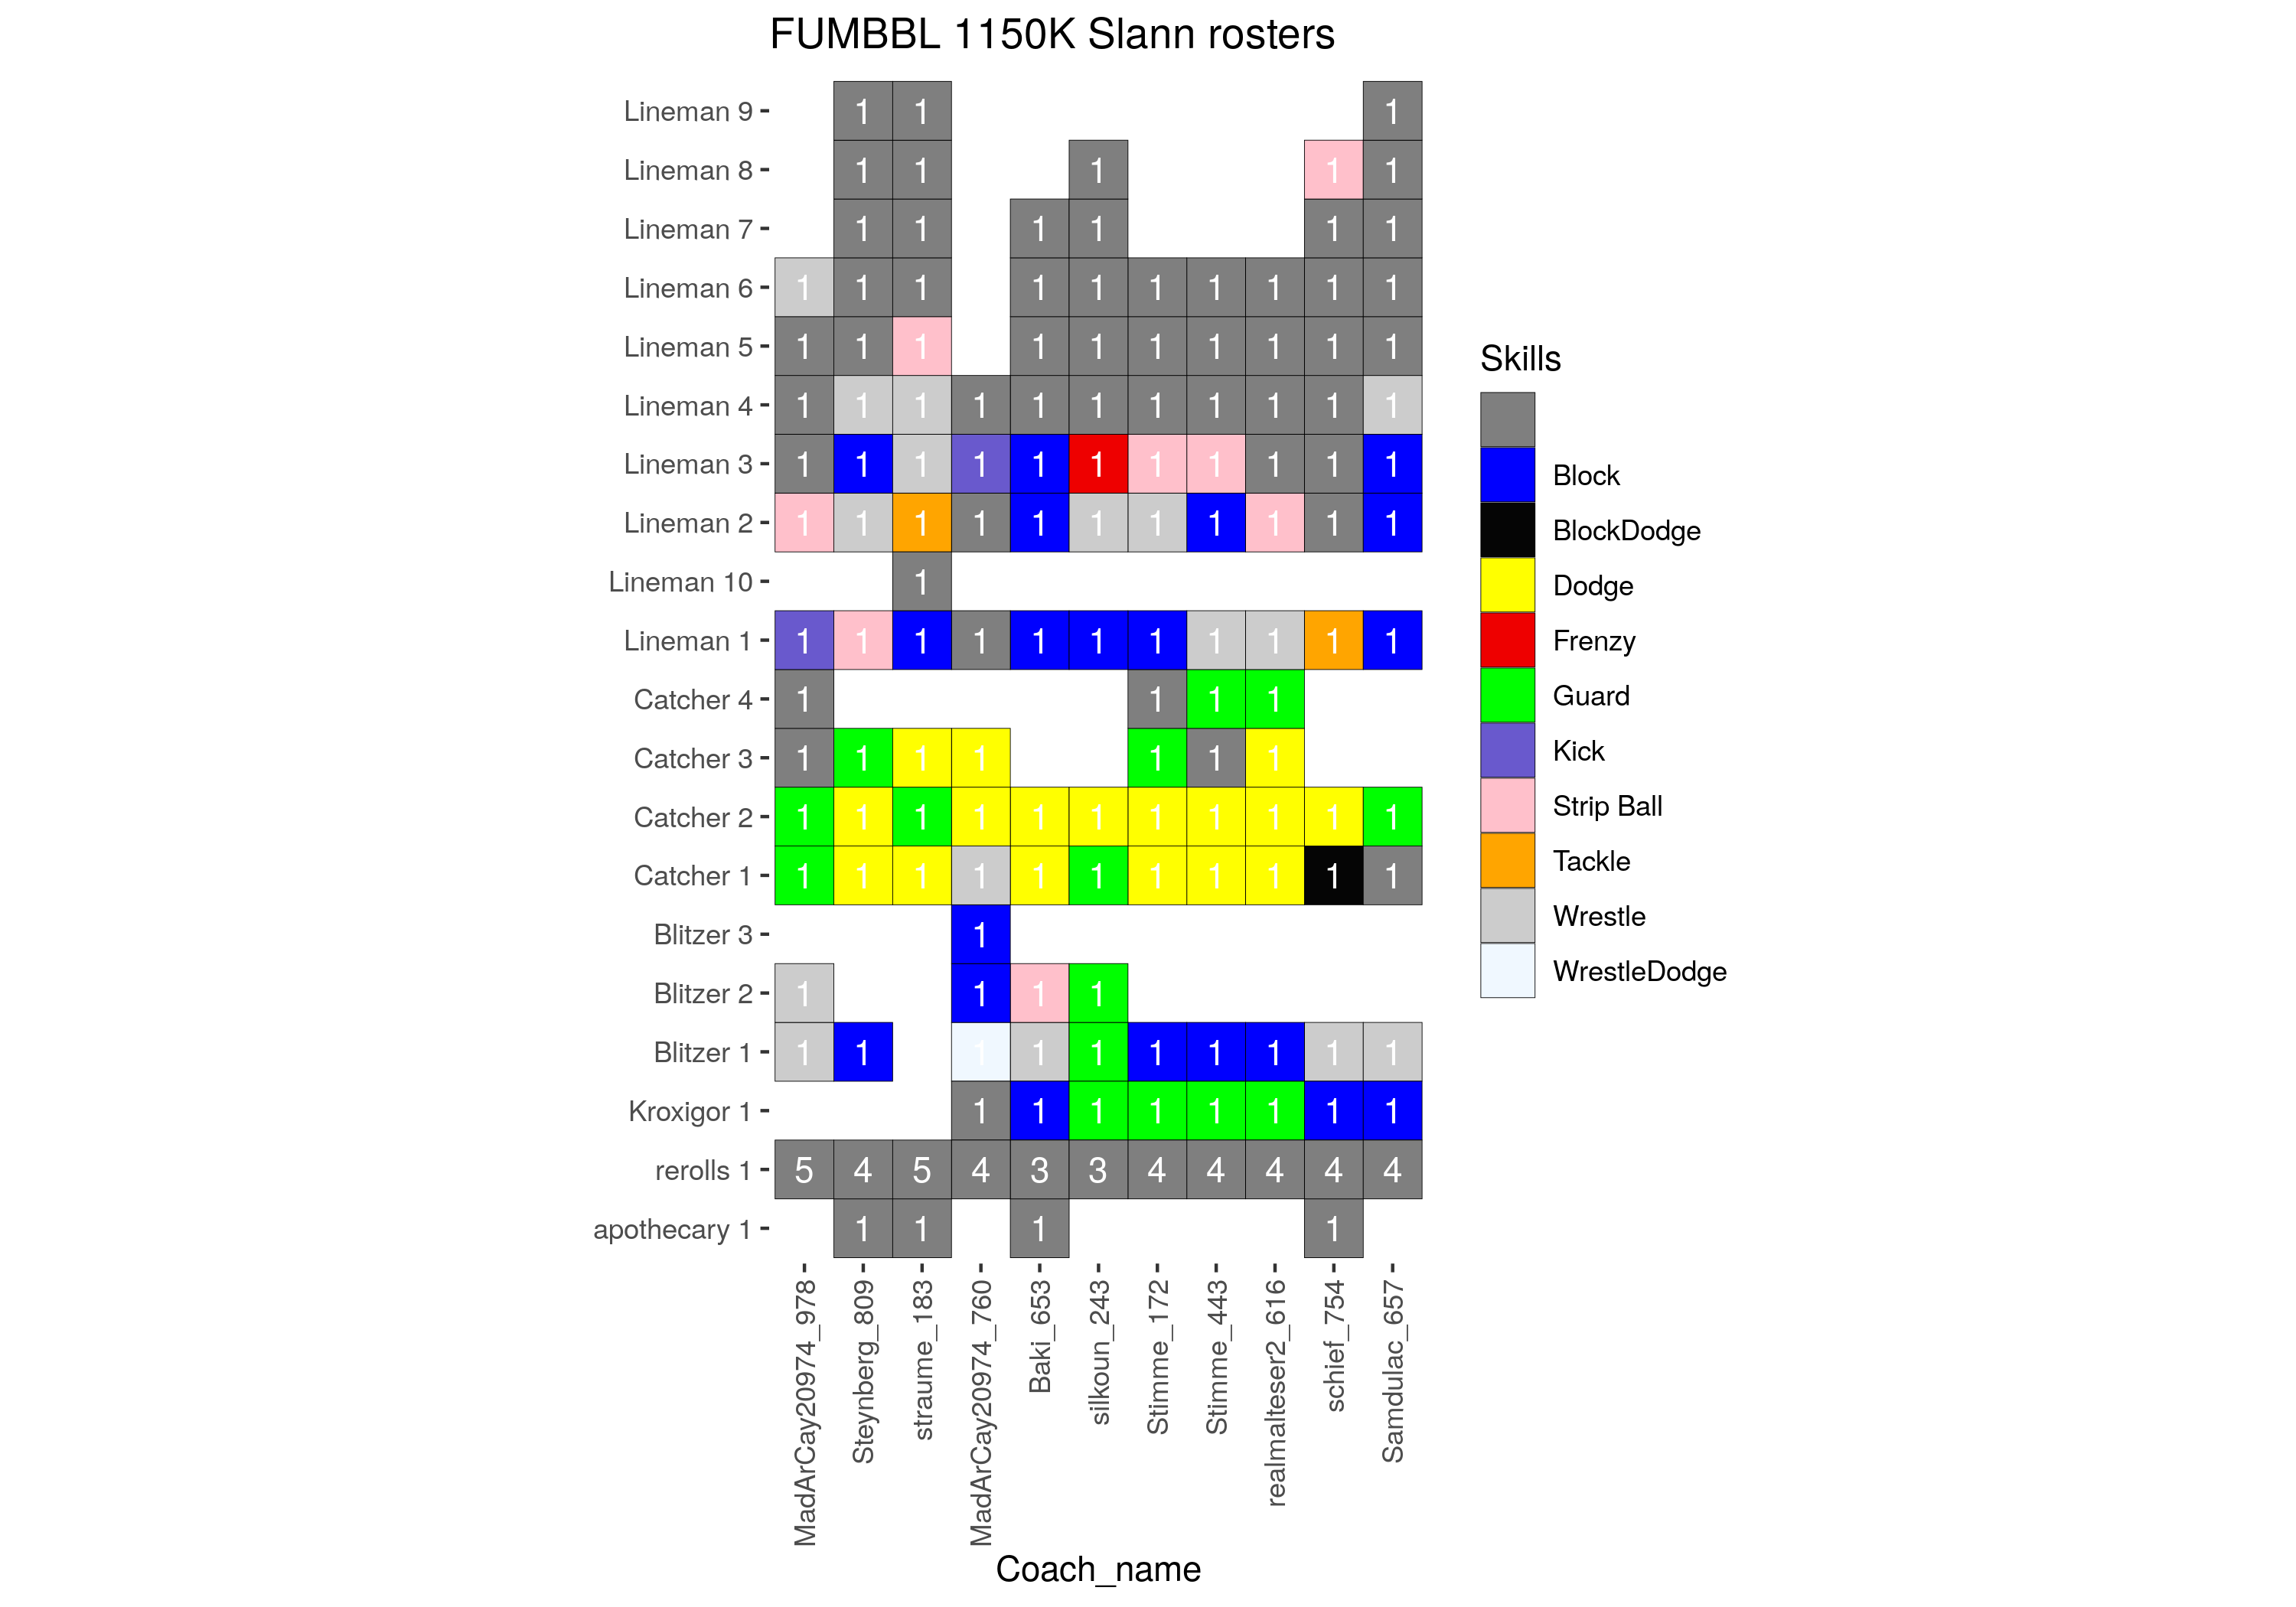 FUMBBL 1150K Slann rosters
Lineman 9 1 1 1
Lineman 8 1 1 1 1 1
Lineman 7 1 1 1 1 1 1
Lineman 6 1 1 1 1 1 1 1 1 1 1
Lineman 5 1 1 1 1 1 1 1 1 1 1
Lineman 4 1 1 1 1 1 1 1 1 1 1 1
Lineman 3 1 1 1 1 1 1 1 1 1 1 1
Lineman 2 1 1 1 1 1 1 1 1 1 1 1
Lineman 10 1
Lineman 1 1 1 1 1 1 1 1 1 1 1 1
Catcher 4 1 1 1 1
Catcher 3 1 1 1 1 1 1 1
Catcher 2 1 1 1 1 1 1 1 1 1 1 1
Catcher 1 1 1 1 1 1 1 1 1 1 1 1
Blitzer 3 1
Blitzer 2 1 1 1 1
Blitzer 1 1 1 1 1 1 1 1 1 1 1
Kroxigor 1 1 1 1 1 1 1 1 1
rerolls 1 5 4 5 4 3 3 4 4 4 4 4
apothecary 1 1 1 1 1
MadArCay20974_978
Steynberg_809
straume_183
MadArCay20974_760
Baki_653
silkoun_243
Stimme_172
Stimme_443
realmalteser2_616
schief_754
Samdulac_657
Coach_name
Skills
Block
BlockDodge
Dodge
Frenzy
Guard
Kick
Strip Ball
Tackle
Wrestle
WrestleDodge